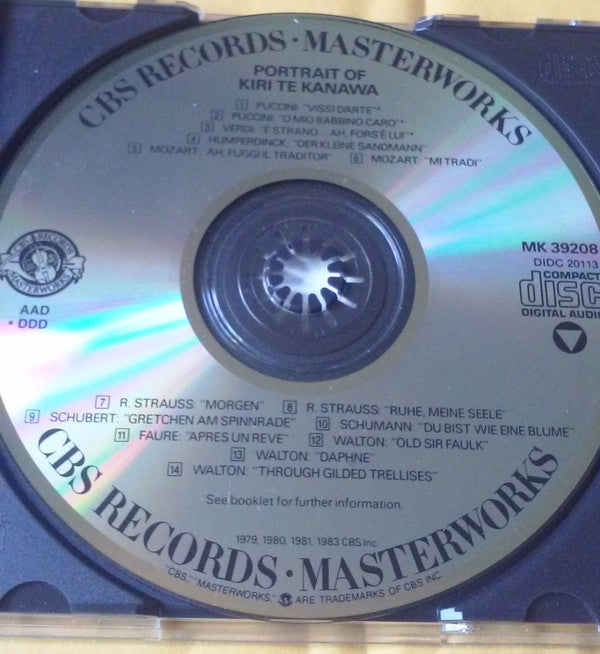 CBS RECORDS · MASTERWORKS
PORTRAIT OF
KIRI TE KANAWA
1 PUCCINI: "VISSI D'ARTE"*
2 PUCCINI: "O MIO BABBINO CARO"*
3 VERDI: "E STRANO... AH, FORS'E LUI"*
4 HUMPERDINCK: "DER KLEINE SANDMANN"
5 MOZART: AH, FUGGI IL TRADITOR" 6 MOZART: "MI TRADI"
MK 39208
DIDC 20113
COMPACT
disc
DIGITAL AUDIO
CBS RECORDS
MASTERWORKS
AAD
* DDD
7 R. STRAUSS: "MORGEN" 8 R. STRAUSS: "RUHE, MEINE SEELE"
9 SCHUBERT: "GRETCHEN AM SPINNRADE" 10 SCHUMANN: "DU BIST WIE EINE BLUME"
11 FAURE: "APRES UN REVE" 12 WALTON: "OLD SIR FAULK"
13 WALTON: "DAPHNE"
14 WALTON: "THROUGH GILDED TRELLISES"
See booklet for further information.
1979, 1980, 1981, 1983 CBS Inc.
CBS RECORDS · MASTERWORKS
"CBS," "MASTERWORKS," ARE TRADEMARKS OF CBS INC.